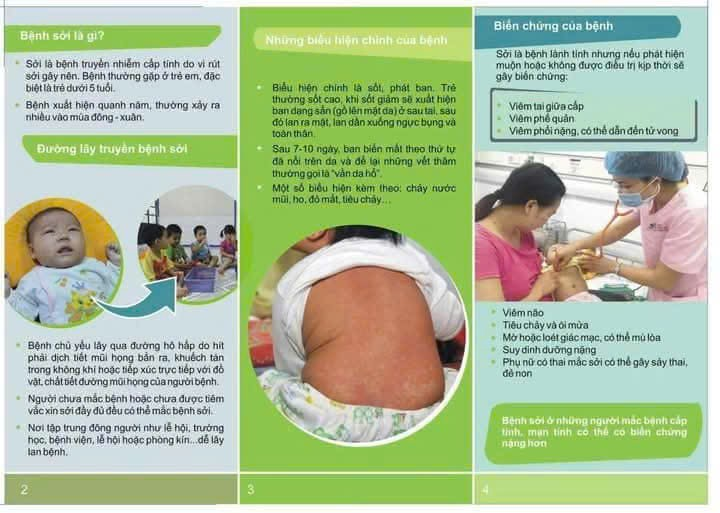 Bệnh sởi là gì?
Sởi là bệnh truyền nhiễm cấp tính do vi rút
sởi gây nên. Bệnh thường gặp ở trẻ em, đặc
biệt là trẻ dưới 5 tuổi.
Bệnh xuất hiện quanh năm, thường xảy ra
nhiều vào mùa đông - xuân.
Đường lây truyền bệnh sởi
Bệnh chủ yếu lây qua đường hô hấp do hít
phải dịch tiết mũi họng bắn ra, khuếch tán
trong không khí hoặc tiếp xúc trực tiếp với đồ
vật, chất tiết đường mũi họng của người bệnh.
Người chưa mắc bệnh hoặc chưa được tiêm
vắc xin sởi đầy đủ đều có thể mắc bệnh sởi.
Nơi tập trung đông người như lễ hội, trường
học, bệnh viện, lễ hội hoặc phòng kín...dễ lây
lan bệnh.
2
Những biểu hiện chính của bệnh
Biểu hiện chính là sốt, phát ban. Trẻ
thường sốt cao, khi sốt giảm sẽ xuất hiện
ban dạng sẩn (gồ lên mặt da) ở sau tai, sau
đó lan ra mặt, lan dần xuống ngực bụng và
toàn thân.
Sau 7-10 ngày, ban biến mất theo thứ tự
đã nổi trên da và để lại những vết thâm
thường gọi là “vằn da hổ”.
Một số biểu hiện kèm theo: chảy nước
mũi, ho, đỏ mắt, tiêu chảy…
3
Biến chứng của bệnh
Sởi là bệnh lành tính nhưng nếu phát hiện
muộn hoặc không được điều trị kịp thời sẽ
gây biến chứng:
Viêm tai giữa cấp
Viêm phế quản
Viêm phổi nặng, có thể dẫn đến tử vong
Viêm não
Tiêu chảy và ói mửa
Mờ hoặc loét giác mạc, có thể mù lòa
Suy dinh dưỡng nặng
Phụ nữ có thai mắc sởi có thể gây sảy thai,
đẻ non
Bệnh sởi ở những người mắc bệnh cấp
tính, mạn tính có thể có biến chứng
nặng hơn
4